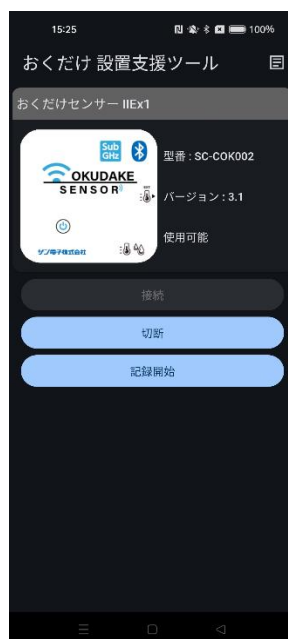 15:25
100%
おくだけ 設置支援ツール
おくだけセンサー IIEx1
Sub
GHz
OKUDAKE
SENSOR
サン電子株式会社
型番 : SC-COK002
バージョン : 3.1
使用可能
接続
切断
記録開始